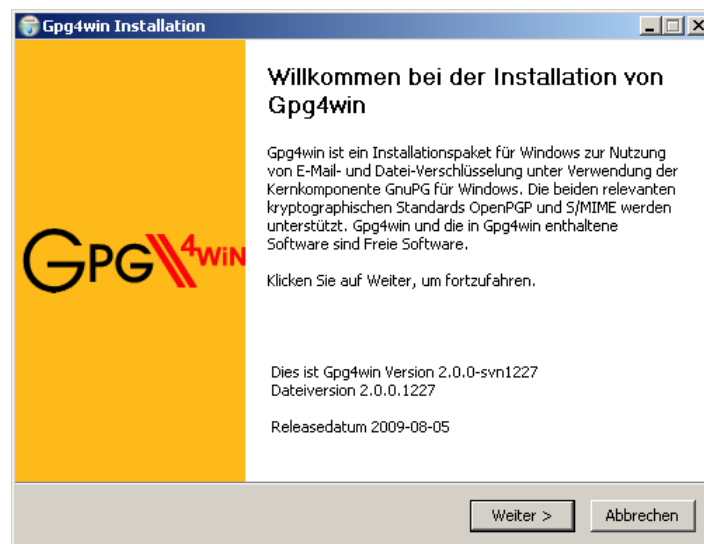 Gpg4win Installation
Willkommen bei der Installation von
Gpg4win
Gpg4win ist ein Installationspaket für Windows zur Nutzung
von E-Mail- und Datei-Verschlüsselung unter Verwendung der
Kernkomponente GnuPG für Windows. Die beiden relevanten
kryptographischen Standards OpenPGP und S/MIME werden
unterstützt. Gpg4win und die in Gpg4win enthaltene
Software sind Freie Software.
GPG4WiN
Klicken Sie auf Weiter, um fortzufahren.
Dies ist Gpg4win Version 2.0.0-svn1227
Dateiversion 2.0.0.1227
Releasedatum 2009-08-05
Weiter >
Abbrechen